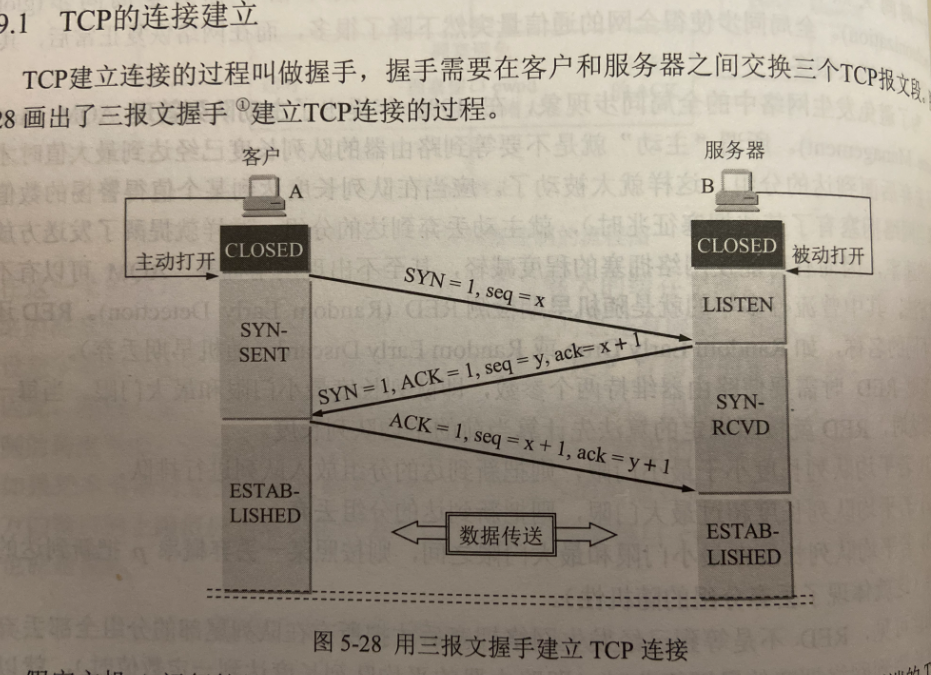 9.1 TCP的连接建立
TCP建立连接的过程叫做握手，握手需要在客户和服务器之间交换三个TCP报文段。
28 画出了三报文握手①建立TCP连接的过程。
客户
服务器
A
B
CLOSED
CLOSED
主动打开
被动打开
SYN = 1, seq = x
LISTEN
SYN-
SENT
SYN = 1, ACK = 1, seq = y, ack= x + 1
SYN-
RCVD
ACK = 1, seq = x + 1, ack = y + 1
ESTAB-
LISHED
数据传送
ESTAB-
LISHED
图 5-28 用三报文握手建立 TCP 连接